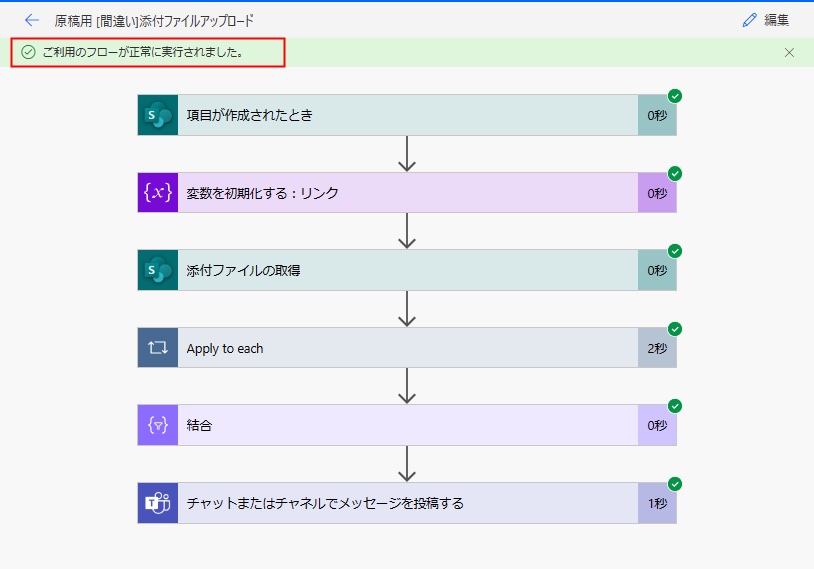 原稿用 [間違い]添付ファイルアップロード
編集
ご利用のフローが正常に実行されました。
項目が作成されたとき
0秒
{x}
変数を初期化する：リンク
0秒
添付ファイルの取得
0秒
Apply to each
2秒
結合
0秒
チャットまたはチャネルでメッセージを投稿する
1秒